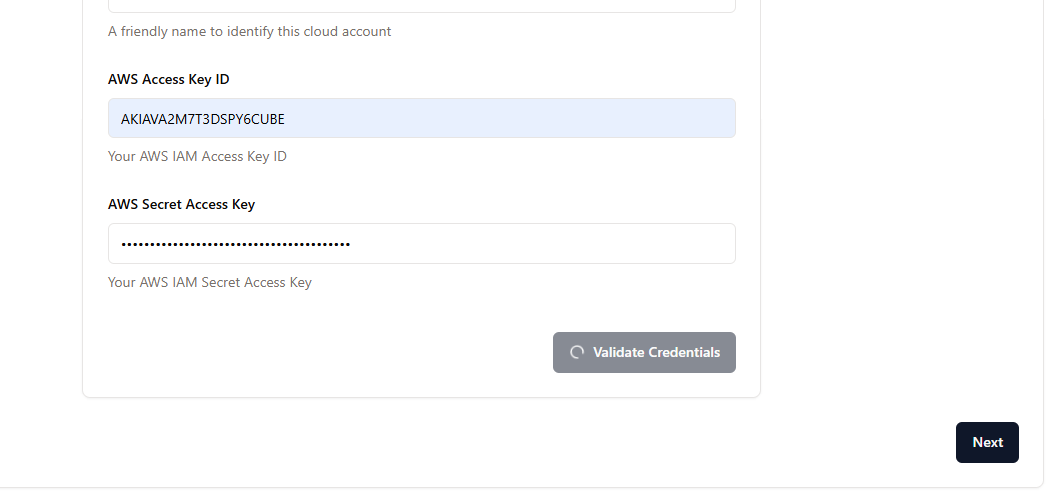 A friendly name to identify this cloud account
AWS Access Key ID
AKIAVA2M7T3DSPY6CUBE
Your AWS IAM Access Key ID
AWS Secret Access Key
••••••••••••••••••••••••••••••••••••••••
Your AWS IAM Secret Access Key
Validate Credentials
Next